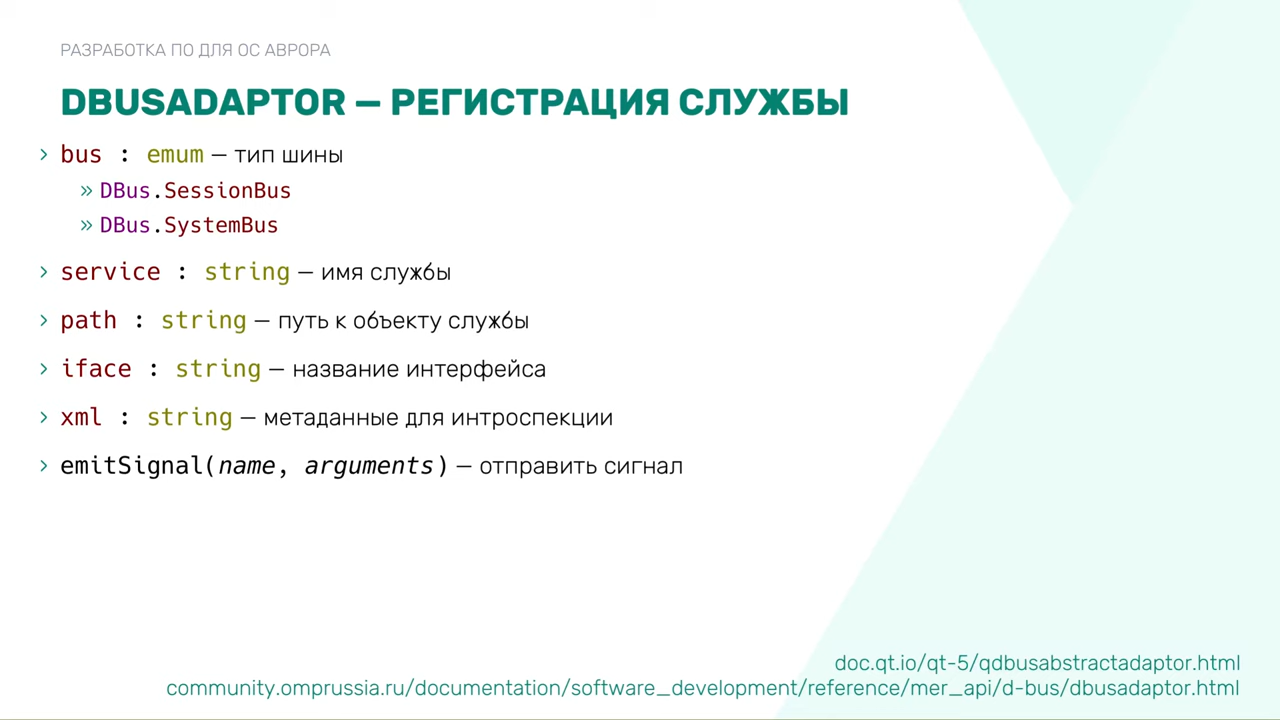 РАЗРАБОТКА ПО ДЛЯ ОС АВРОРА
DBUSADAPTOR — РЕГИСТРАЦИЯ СЛУЖБЫ
› bus : emum — тип шины
» DBus.SessionBus
» DBus.SystemBus
› service : string — имя службы
› path : string — путь к объекту службы
› iface : string — название интерфейса
› xml : string — метаданные для интроспекции
› emitSignal(name, arguments) — отправить сигнал
doc.qt.io/qt-5/qdbusabstractadaptor.html
community.omprussia.ru/documentation/software_development/reference/mer_api/d-bus/dbusadaptor.html